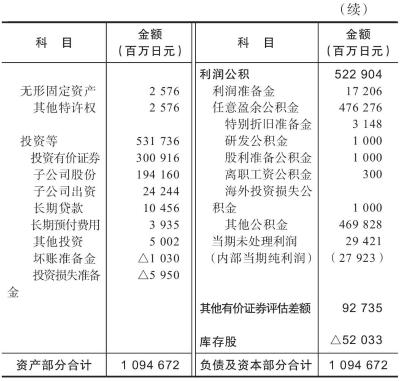 （续）
科 目 金额（百万日元） 科 目 金额（百万日元）
利润公积 522 904
无形固定资产 2 576 利润准备金 17 206
其他特许权 2 576 任意盈余公积金 476 276
特别折旧准备金 3 148
投资等 531 736 研发公积金 1 000
投资有价证券 300 916 股利准备公积金 1 000
子公司股份 194 160 离职工资公积金 300
子公司出资 24 244 海外投资损失公
长期贷款 10 456 积金 1 000
长期预付费用 3 935 其他公积金 469 828
其他投资 5 002 当期未处理利润 29 421
坏账准备金 △1 030 (内部当期纯利润) (27 923)
投资损失准备 △5 950
金
其他有价证券评估差额 92 735
库存股 △52 033
资产部分合计 1 094 672 负债及资本部分合计 1 094 672